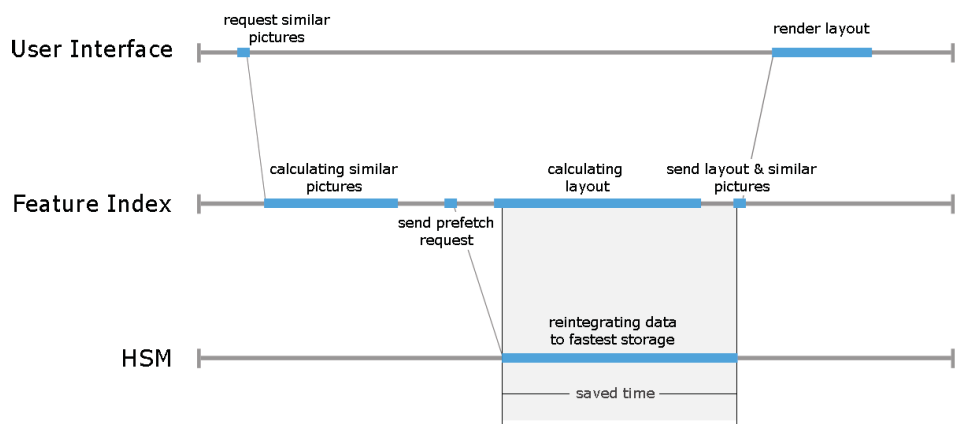 request similar
pictures
render layout
User Interface
calculating similar
pictures
calculating
layout
send layout & similar
pictures
Feature Index
send prefetch
request
reintegrating data
to fastest storage
HSM
saved time